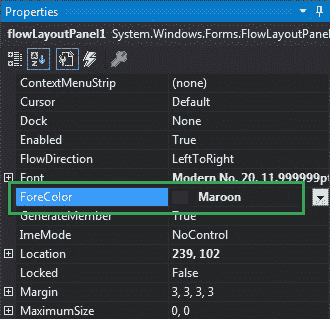 Properties
flowLayoutPanel1 System.Windows.Forms.FlowLayoutPane
ContextMenuStrip (none)
Cursor Default
Dock None
Enabled True
FlowDirection LeftToRight
Font Modern No. 20, 11.999999pt
ForeColor Maroon
GenerateMember True
ImeMode NoControl
Location 239, 102
Locked False
Margin 3, 3, 3, 3
MaximumSize 0, 0